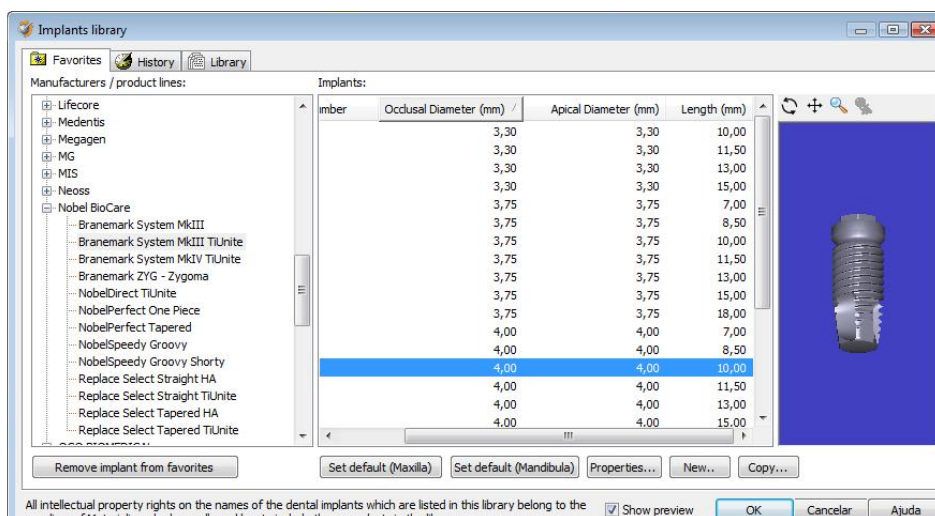 Implants library
Favorites History Library
Manufacturers / product lines:
Implants:
Lifecore
Medentis
Megagen
MG
MIS
Neoss
Nobel BioCare
Branemark System MkIII
Branemark System MkIII TiUnite
Branemark System MkIV TiUnite
Branemark ZYG - Zygoma
NobelDirect TiUnite
NobelPerfect One Piece
NobelPerfect Tapered
NobelSpeedy Groovy
NobelSpeedy Groovy Shorty
Replace Select Straight HA
Replace Select Straight TiUnite
Replace Select Tapered HA
Replace Select Tapered TiUnite
Occlusal Diameter (mm) Apical Diameter (mm) Length (mm)
3,30 3,30 10,00
3,30 3,30 11,50
3,30 3,30 13,00
3,30 3,30 15,00
3,75 3,75 7,00
3,75 3,75 8,50
3,75 3,75 10,00
3,75 3,75 11,50
3,75 3,75 13,00
3,75 3,75 15,00
3,75 3,75 18,00
4,00 4,00 7,00
4,00 4,00 8,50
4,00 4,00 10,00
4,00 4,00 11,50
4,00 4,00 13,00
4,00 4,00 15,00
Remove implant from favorites
Set default (Maxilla) Set default (Mandibula) Properties... New.. Copy...
All intellectual property rights on the names of the dental implants which are listed in this library belong to the
Show preview OK Cancelar Ajuda